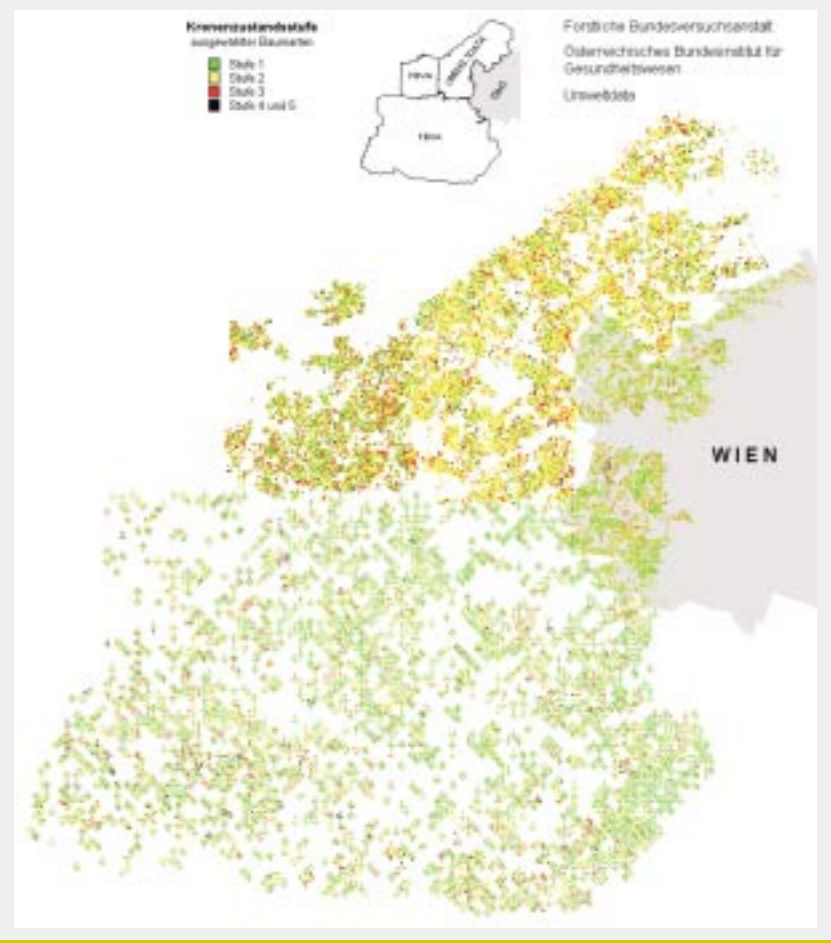 Kronenzustandsstufe
ausgewählter Baumarten
Stufe 1
Stufe 2
Stufe 3
Stufe 4 und 5
Forstliche Bundesversuchsanstalt
Österreichisches Bundesinstitut für
Gesundheitswesen
Umweltdata
FBVA
WIEN